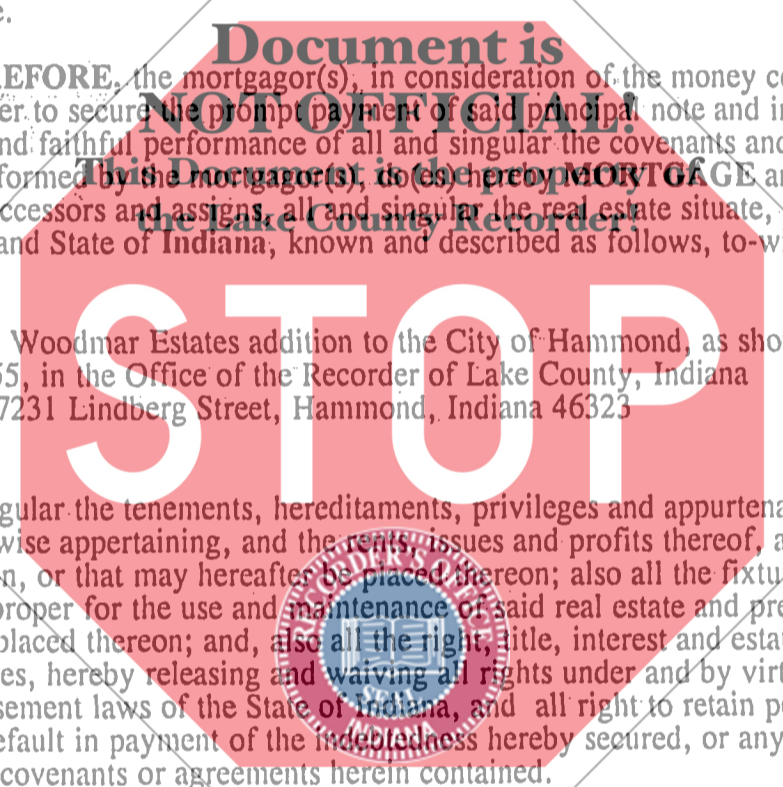 e.
Document is
EFORE, the mortgagor(s), in consideration of the money c
NOT OFFICIAL!
er to secure the prompt payment of said principal note and i
nd faithful performance of all and singular the covenants and
This Document is the property of
formed by the mortgagor(s), do(es) hereby MORTGAGE a
the Lake County Recorder!
ccessors and assigns, all and singular the real estate situate,
and State of Indiana, known and described as follows, to-w
STOP
Woodmar Estates addition to the City of Hammond, as sho
55, in the Office of the Recorder of Lake County, Indiana
7231 Lindberg Street, Hammond, Indiana 46323
gular the tenements, hereditaments, privileges and appurtena
wise appertaining, and the rents, issues and profits thereof, a
n, or that may hereafter be placed thereon; also all the fixtu
proper for the use and maintenance of said real estate and pre
placed thereon; and, also all the right, title, interest and esta
es, hereby releasing and waiving all rights under and by virt
sement laws of the State of Indiana, and all right to retain p
efault in payment of the indebtedness hereby secured, or any
covenants or agreements herein contained.
RECORDER'S OFFICE
SEAL
INDIANA